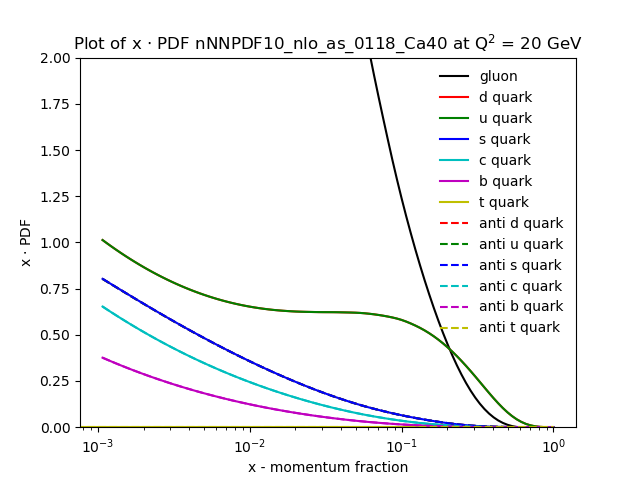 Plot of x · PDF nNNPDF10_nlo_as_0118_Ca40 at Q² = 20 GeV
2.00
1.75
1.50
1.25
1.00
0.75
0.50
0.25
0.00
x · PDF
gluon
d quark
u quark
s quark
c quark
b quark
t quark
anti d quark
anti u quark
anti s quark
anti c quark
anti b quark
anti t quark
10⁻³ 10⁻² 10⁻¹ 10⁰
x - momentum fraction